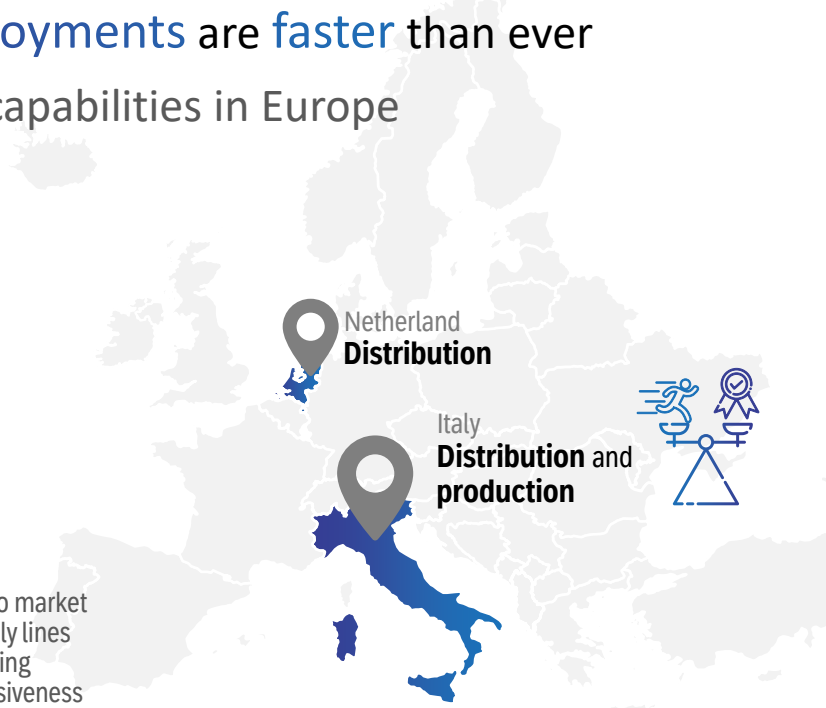 oyments are faster than ever
capabilities in Europe
Netherland
Distribution
Italy
Distribution and
production
o market
ly lines
ing
siveness